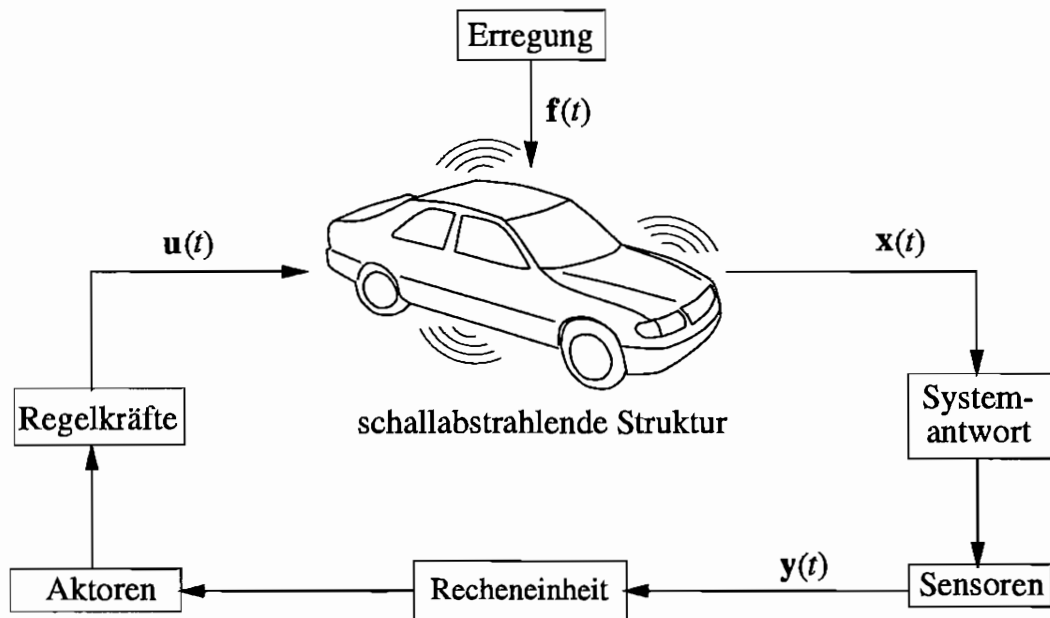 Erregung
f(t)
u(t)
x(t)
schallabstrahlende Struktur
Regelkräfte
System-
antwort
Aktoren
Recheneinheit
y(t)
Sensoren